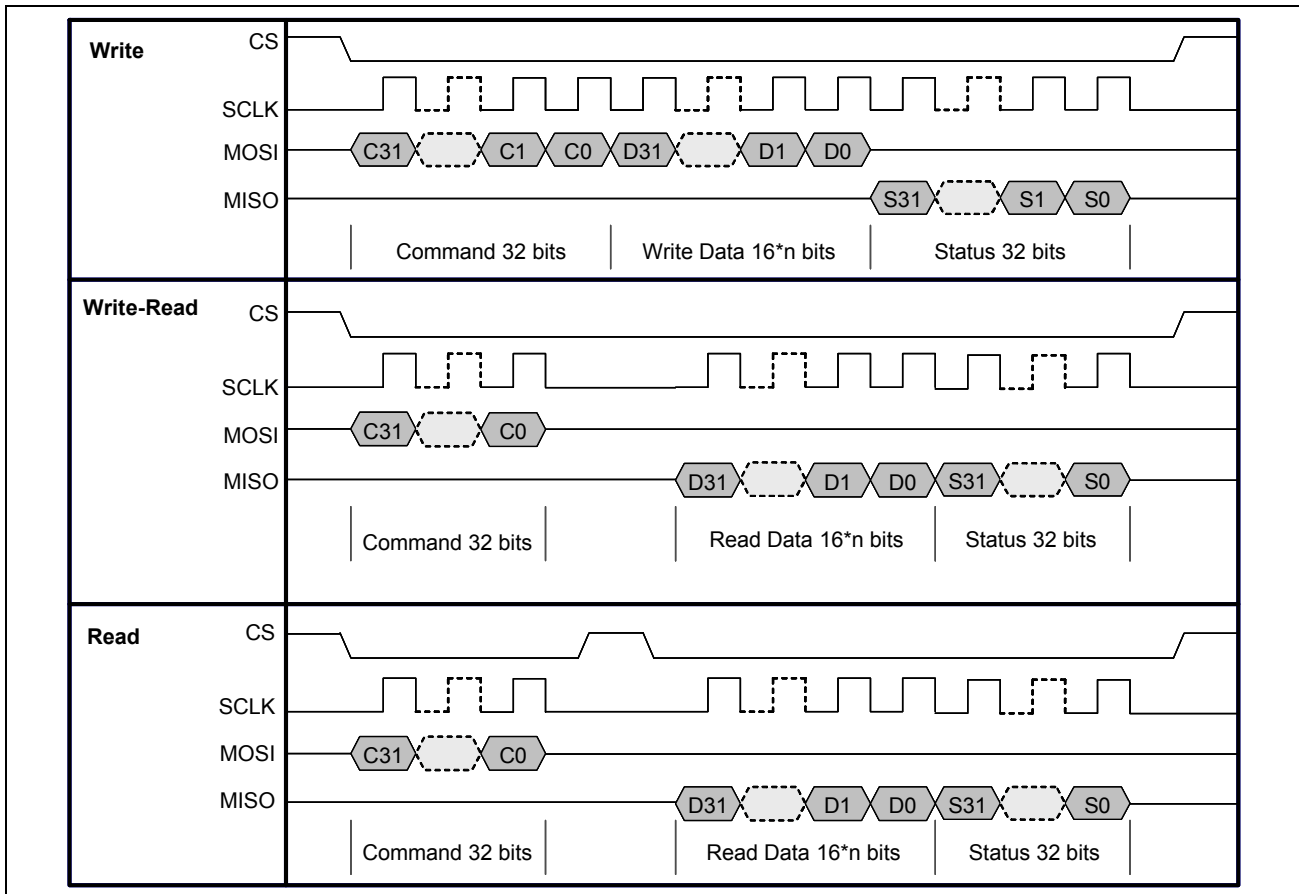 Write
CS
SCLK
MOSI C31 C1 C0 D31 D1 D0
MISO S31 S1 S0
Command 32 bits Write Data 16*n bits Status 32 bits
Write-Read CS
SCLK
MOSI C31 C0
MISO D31 D1 D0 S31 S0
Command 32 bits Read Data 16*n bits Status 32 bits
Read CS
SCLK
MOSI C31 C0
MISO D31 D1 D0 S31 S0
Command 32 bits Read Data 16*n bits Status 32 bits